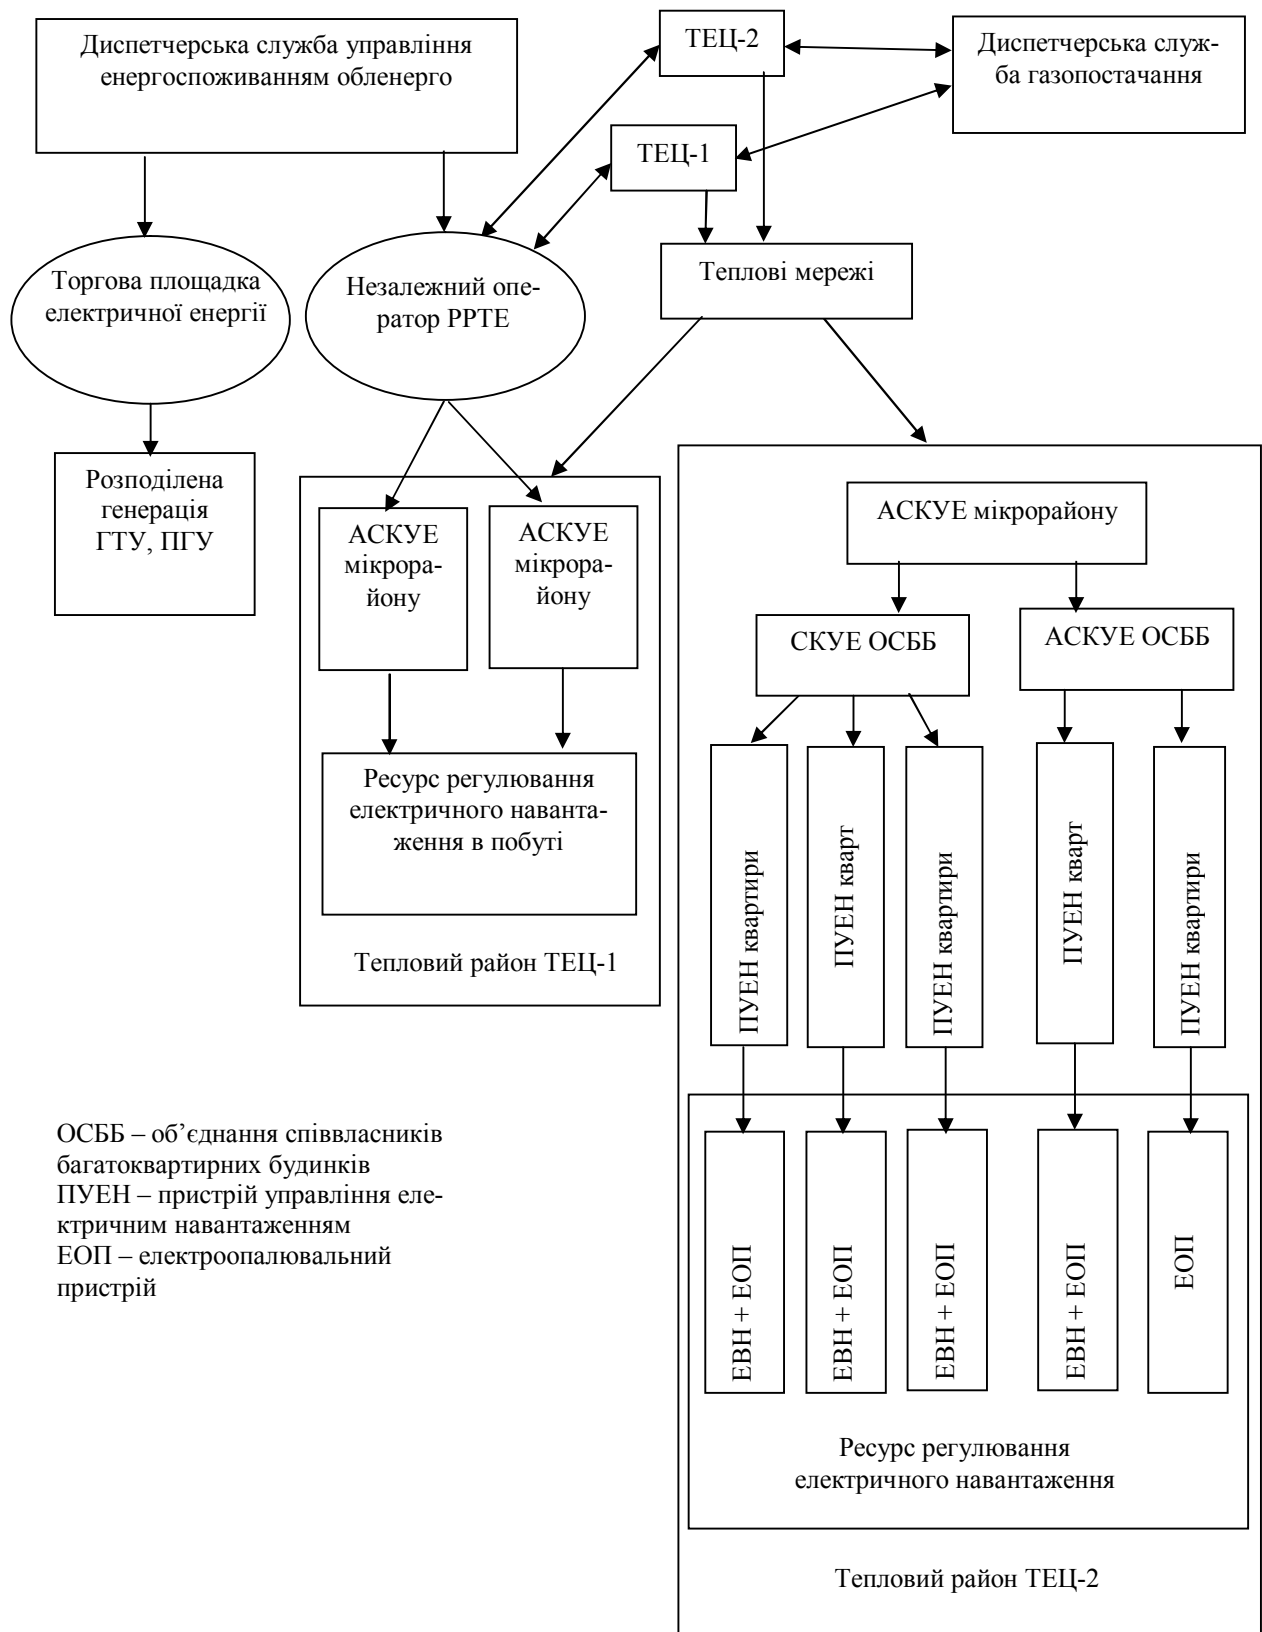 Диспетчерська служба управління
енергоспоживанням обленерго
ТЕЦ-2
Диспетчерська служ-
ба газопостачання
ТЕЦ-1
Торгова площадка
електричної енергії
Незалежний опе-
ратор РРТЕ
Теплові мережі
Розподілена
генерація
ГТУ, ПГУ
АСКУЕ
мікрора-
йону
АСКУЕ
мікрора-
йону
Ресурс регулювання
електричного наванта-
ження в побуті
Тепловий район ТЕЦ-1
АСКУЕ мікрорайону
СКУЕ ОСББ
АСКУЕ ОСББ
ПУЕН квартири
ПУЕН кварт
ПУЕН квартири
ПУЕН кварт
ПУЕН квартири
ЕВН + ЕОП
ЕВН + ЕОП
ЕВН + ЕОП
ЕВН + ЕОП
ЕОП
Ресурс регулювання
електричного навантаження
Тепловий район ТЕЦ-2
ОСББ – об’єднання співвласників
багатоквартирних будинків
ПУЕН – пристрій управління еле-
ктричним навантаженням
ЕОП – електроопалювальний
пристрій